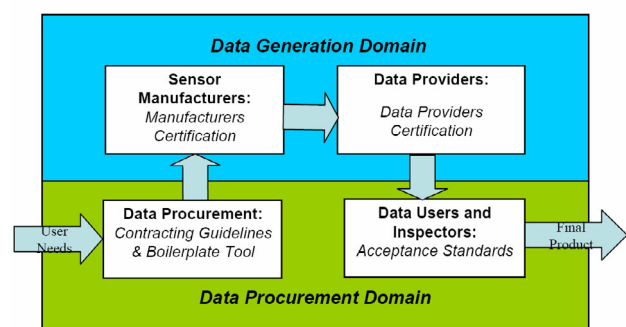 Data Generation Domain
Sensor
Manufacturers:
Manufacturers
Certification
Data Providers:
Data Providers
Certification
User
Needs
Data Procurement:
Contracting Guidelines
& Boilerplate Tool
Data Users and
Inspectors:
Acceptance Standards
Final
Product
Data Procurement Domain